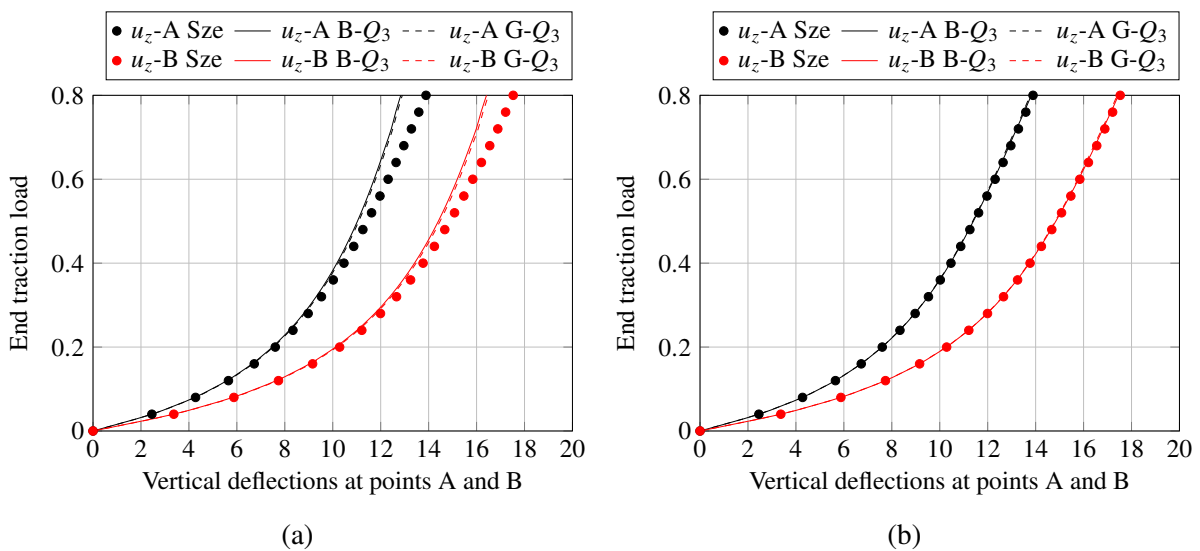 u_z-A Sze u_z-A B-Q_3 u_z-A G-Q_3
u_z-B Sze u_z-B B-Q_3 u_z-B G-Q_3
0.8
0.6
0.4
0.2
0
0 2 4 6 8 10 12 14 16 18 20
End traction load
Vertical deflections at points A and B
(a)
u_z-A Sze u_z-A B-Q_3 u_z-A G-Q_3
u_z-B Sze u_z-B B-Q_3 u_z-B G-Q_3
0.8
0.6
0.4
0.2
0
0 2 4 6 8 10 12 14 16 18 20
End traction load
Vertical deflections at points A and B
(b)